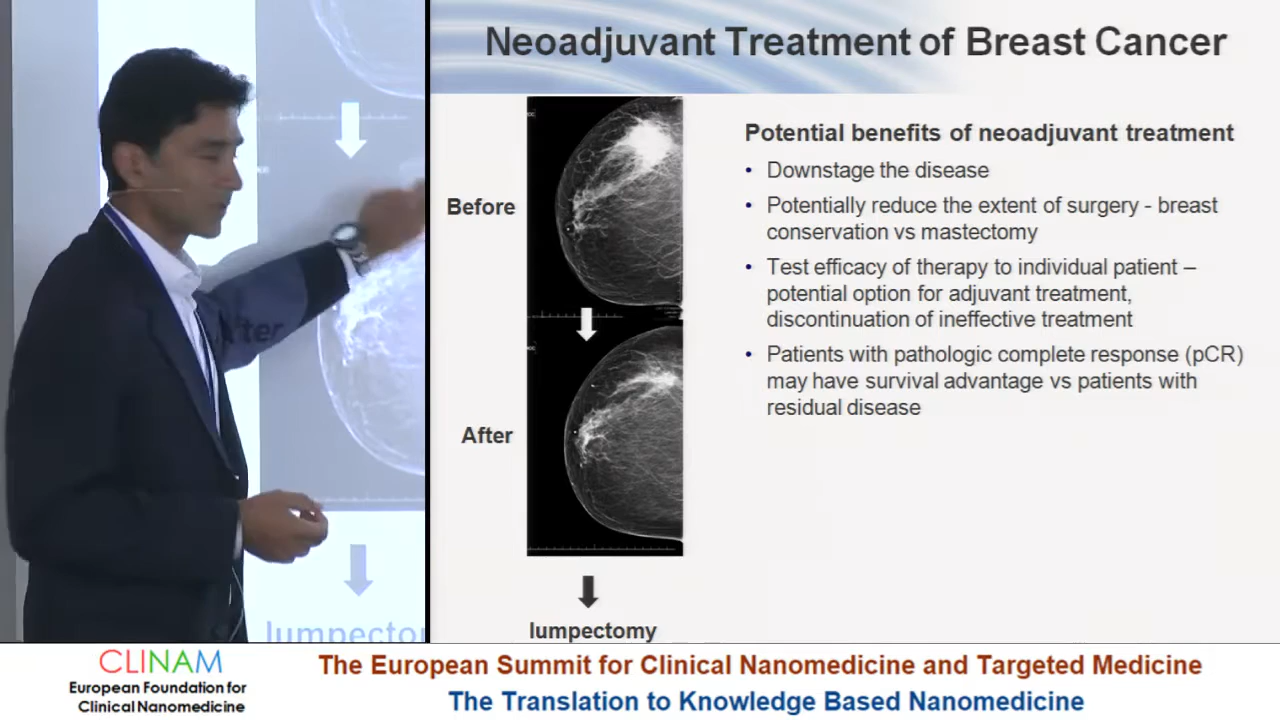 Neoadjuvant Treatment of Breast Cancer
Potential benefits of neoadjuvant treatment
• Downstage the disease
• Potentially reduce the extent of surgery - breast
conservation vs mastectomy
• Test efficacy of therapy to individual patient –
potential option for adjuvant treatment,
discontinuation of ineffective treatment
• Patients with pathologic complete response (pCR)
may have survival advantage vs patients with
residual disease
Before
After
lumpectomy
After
lumpecto
CLINAM
European Foundation for
Clinical Nanomedicine
The European Summit for Clinical Nanomedicine and Targeted Medicine
The Translation to Knowledge Based Nanomedicine